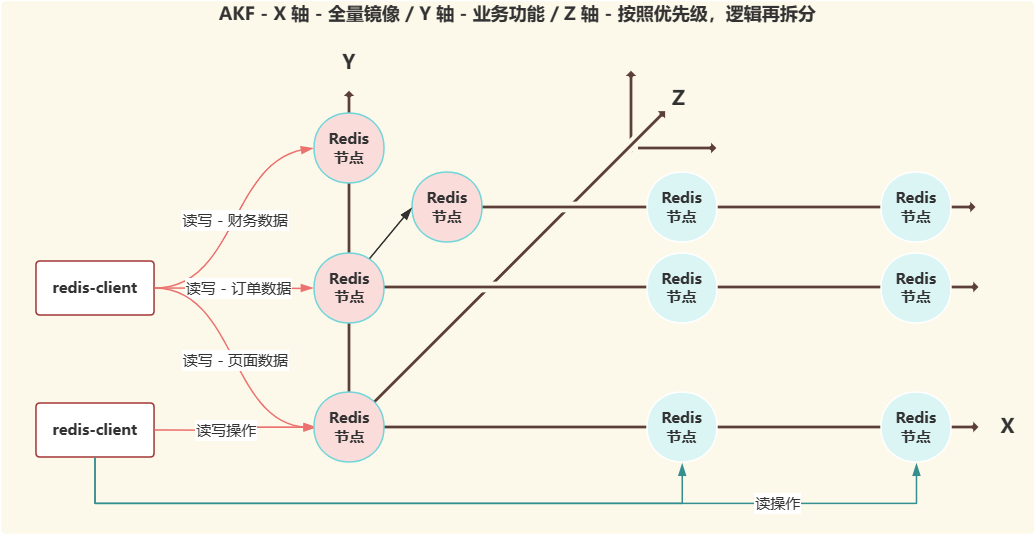 AKF - X 轴 - 全量镜像 / Y 轴 - 业务功能 / Z 轴 - 按照优先级，逻辑再拆分
Y
Z
Redis
节点
Redis
节点
Redis
节点
Redis
节点
读写 - 财务数据
redis-client
读写 - 订单数据
Redis
节点
Redis
节点
Redis
节点
读写 - 页面数据
redis-client
读写操作
Redis
节点
Redis
节点
Redis
节点
X
读操作